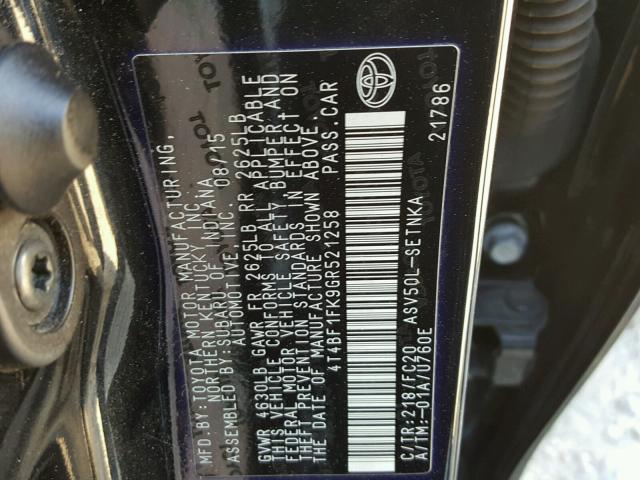 MFD.BY:TOYOTA MOTOR MANUFACTURING,
NORTHERN KENTUCKY, INC.
ASSEMBLED BY:SUBARU OF INDIANA
AUTOMOTIVE, INC. 08/15
GVWR 4630LB GAWR FR 2625LB RR 2625LB
THIS VEHICLE CONFORMS TO ALL APPLICABLE
FEDERAL MOTOR VEHICLE SAFETY, BUMPER AND
THEFT PREVENTION STANDARDS IN EFFECT ON
THE DATE OF MANUFACTURE SHOWN ABOVE.
4T4BF1FK9GR521258 PASS.CAR
C/TR:218/FC20 ASV50L-SETNKA
A/TM:-01A/U760E 21786